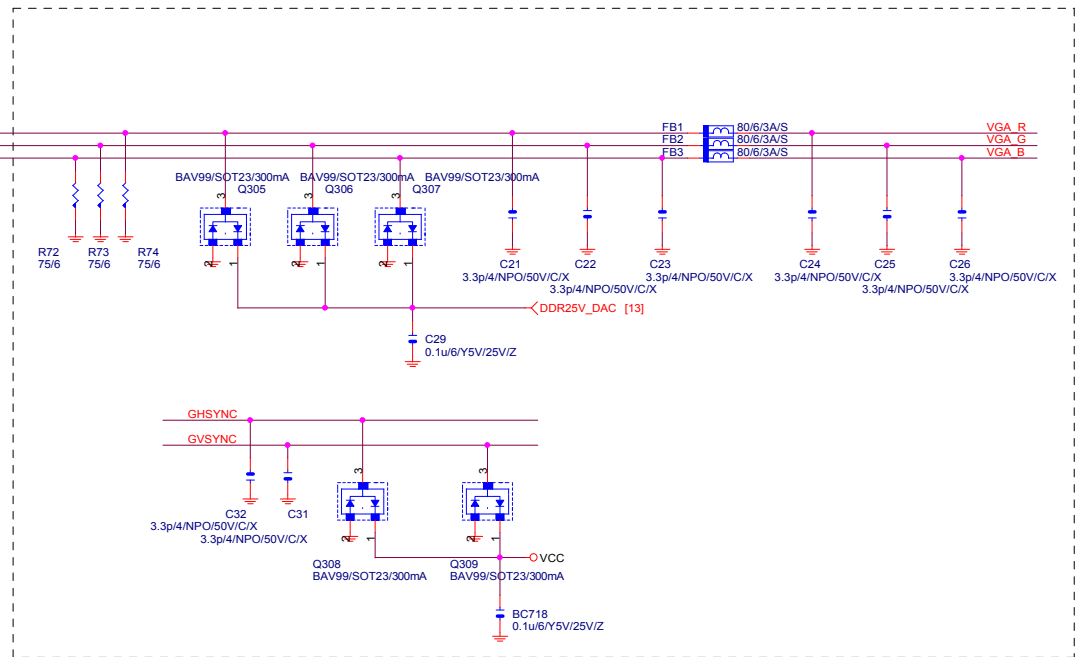 FB1 80/6/3A/S VGA_R
FB2 80/6/3A/S VGA_G
FB3 80/6/3A/S VGA_B
BAV99/SOT23/300mA BAV99/SOT23/300mA BAV99/SOT23/300mA
Q305 Q306 Q307
3 3 3
R72 R73 R74
75/6 75/6 75/6
2 1 2 1 2 1
C21 C22 C23 C24 C25 C26
3.3p/4/NPO/50V/C/X 3.3p/4/NPO/50V/C/X 3.3p/4/NPO/50V/C/X 3.3p/4/NPO/50V/C/X
3.3p/4/NPO/50V/C/X 3.3p/4/NPO/50V/C/X
DDR25V_DAC [13]
C29
0.1u/6/Y5V/25V/Z
GHSYNC
GVSYNC
3 3
C32 C31
3.3p/4/NPO/50V/C/X
3.3p/4/NPO/50V/C/X
2 1 2 1
VCC
Q308 Q309
BAV99/SOT23/300mA BAV99/SOT23/300mA
BC718
0.1u/6/Y5V/25V/Z